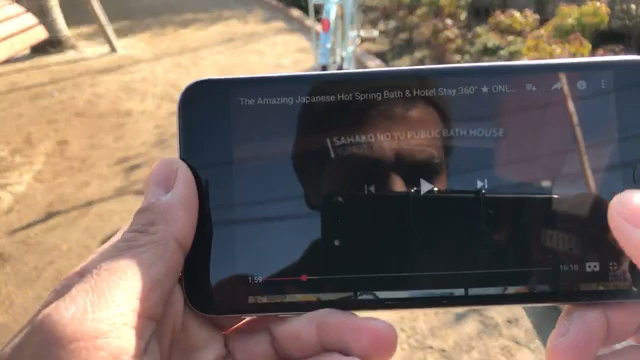 The Amazing Japanese Hot Spring Bath & Hotel Stay 360° ★ ONL...
SAHAKO NO YU PUBLIC BATH HOUSE
1:59
16:10